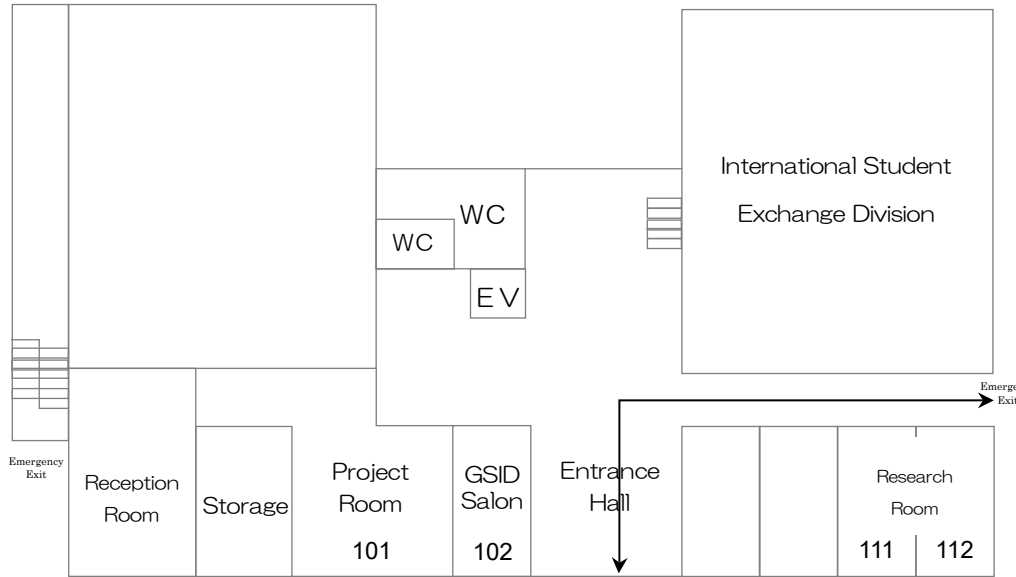 International Student
Exchange Division
WC
WC
EV
Emergency
Exit
Emergency
Exit
Reception
Room
Storage
Project
Room
101
GSID
Salon
102
Entrance
Hall
Research
Room
111
112